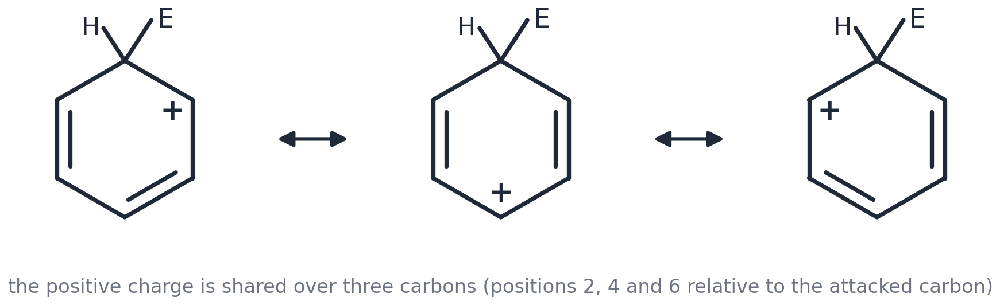 H E H E H E
+ + +
the positive charge is shared over three carbons (positions 2, 4 and 6 relative to the attacked carbon)